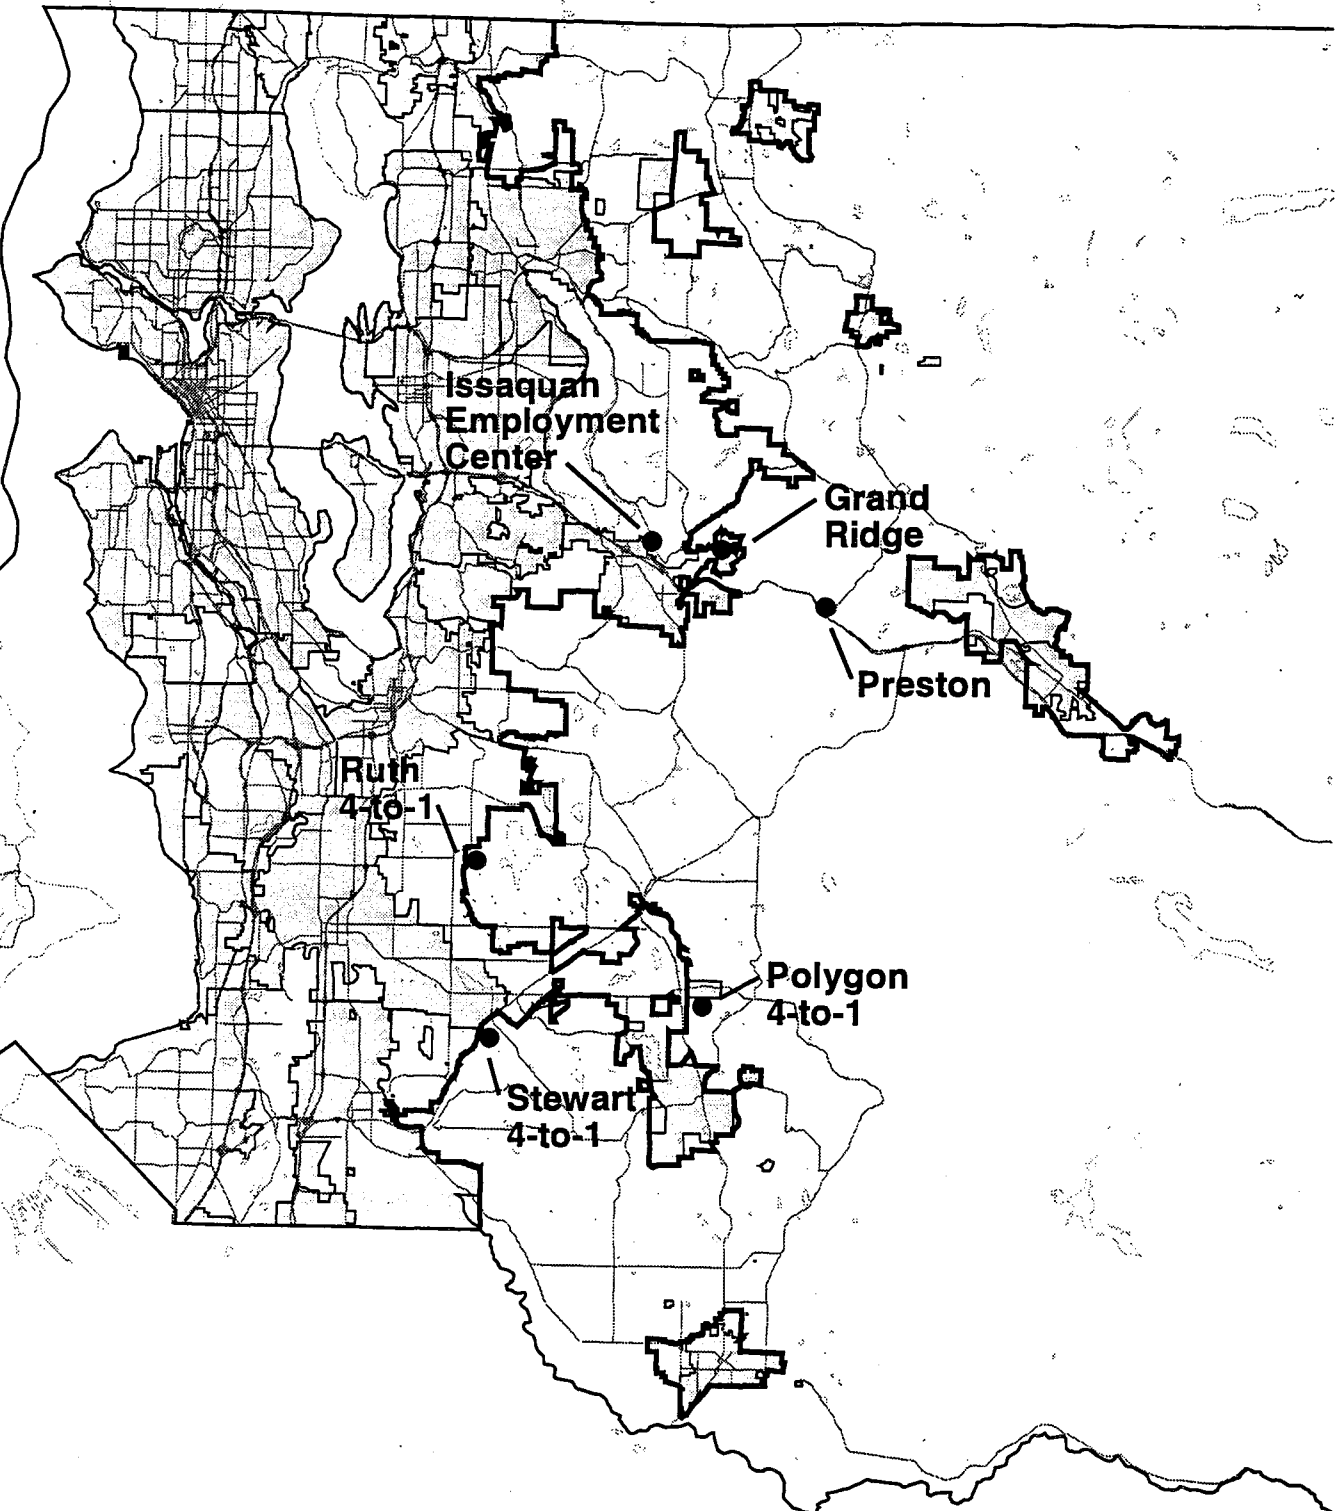 Issaquah
Employment
Center
Grand
Ridge
Preston
Ruth
4-to-1
Polygon
4-to-1
Stewart
4-to-1